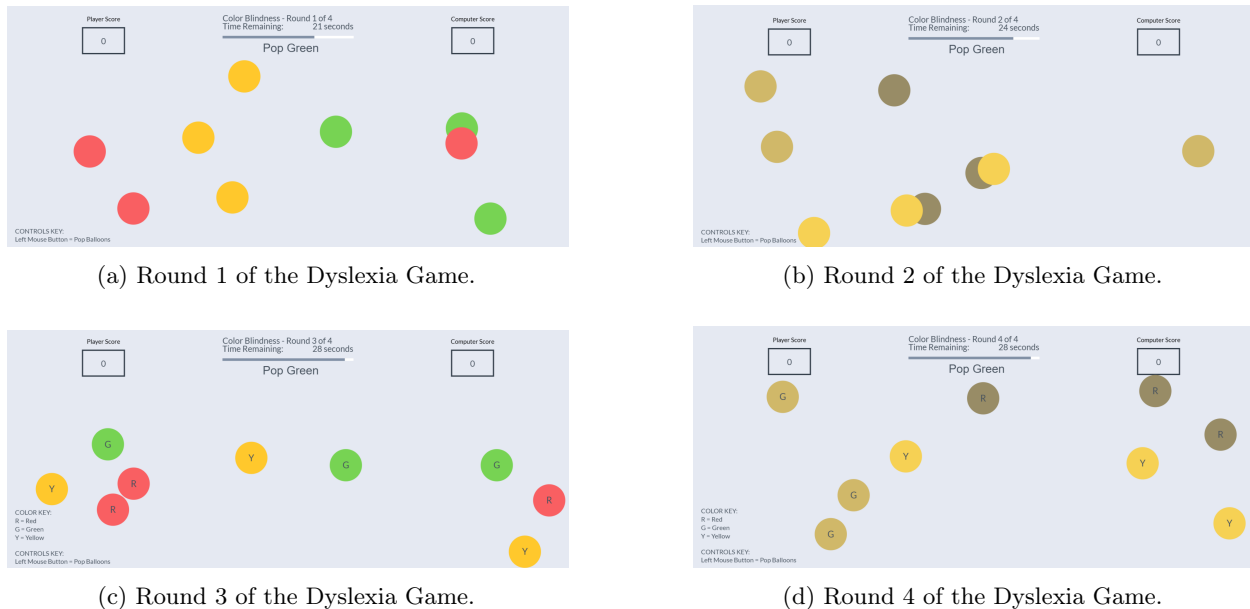 Player Score
0
Color Blindness - Round 1 of 4
Time Remaining: 21 seconds
Pop Green
Computer Score
0
CONTROLS KEY:
Left Mouse Button = Pop Balloons
(a) Round 1 of the Dyslexia Game.
Player Score
0
Color Blindness - Round 2 of 4
Time Remaining: 24 seconds
Pop Green
Computer Score
0
CONTROLS KEY:
Left Mouse Button = Pop Balloons
(b) Round 2 of the Dyslexia Game.
Player Score
0
Color Blindness - Round 3 of 4
Time Remaining: 28 seconds
Pop Green
Computer Score
0
G
Y
G
G
R
Y
R
R
Y
COLOR KEY:
R = Red
G = Green
Y = Yellow
CONTROLS KEY:
Left Mouse Button = Pop Balloons
(c) Round 3 of the Dyslexia Game.
Player Score
0
Color Blindness - Round 4 of 4
Time Remaining: 28 seconds
Pop Green
Computer Score
0
G
R
R
R
Y
Y
G
Y
G
COLOR KEY:
R = Red
G = Green
Y = Yellow
CONTROLS KEY:
Left Mouse Button = Pop Balloons
(d) Round 4 of the Dyslexia Game.